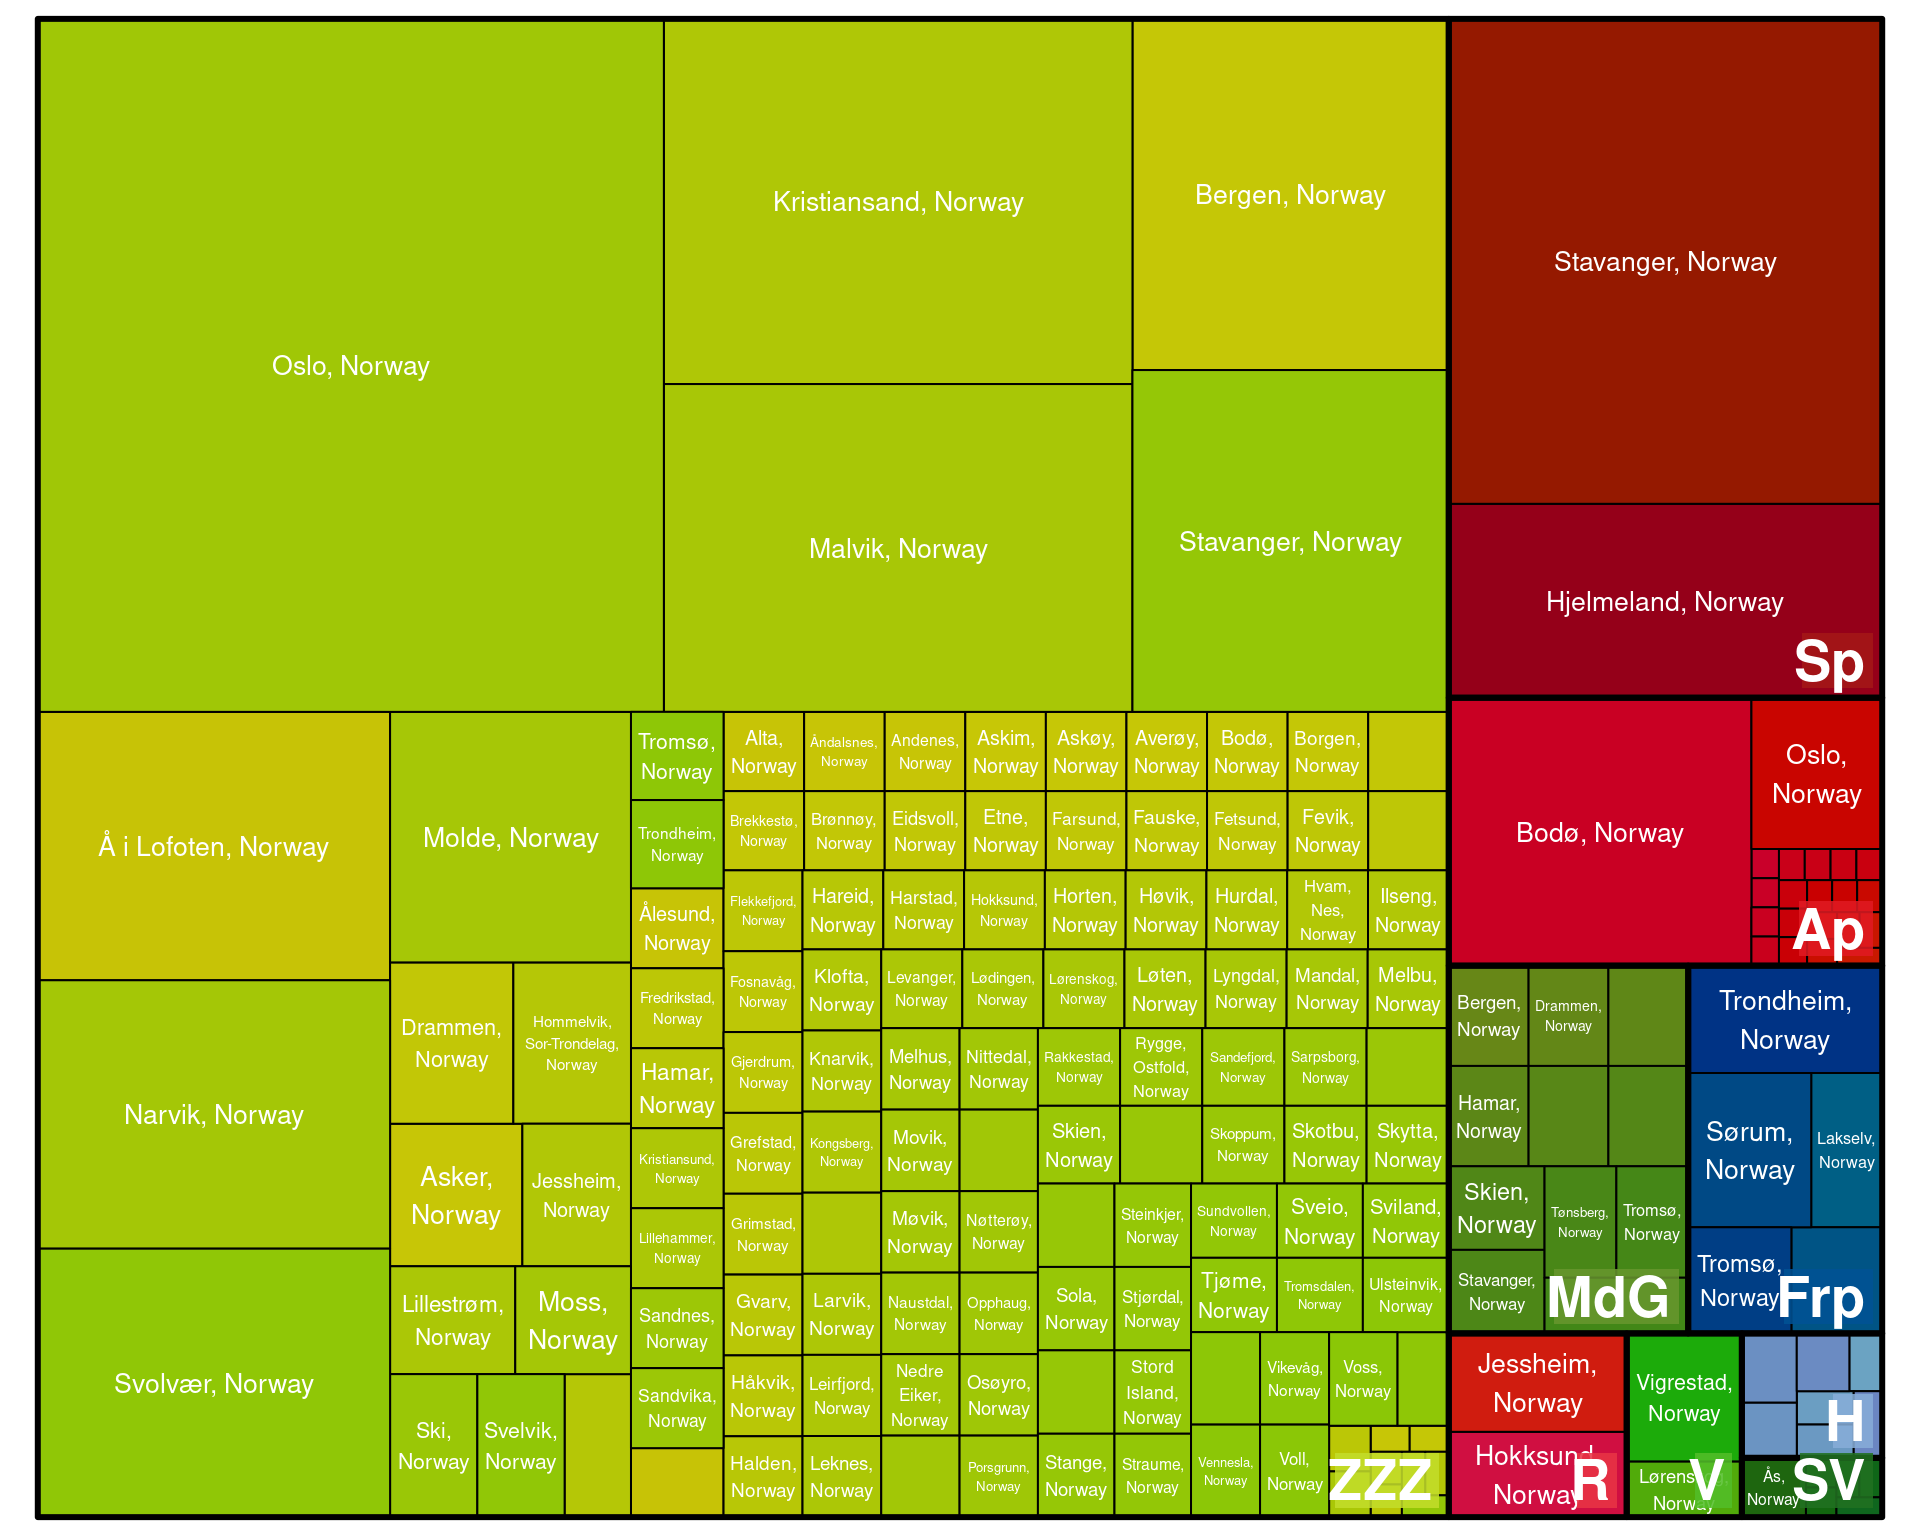 Oslo, Norway
Kristiansand, Norway
Bergen, Norway
Malvik, Norway
Stavanger, Norway
Å i Lofoten, Norway
Narvik, Norway
Svolvær, Norway
Molde, Norway
Drammen,
Norway
Hommelvik,
Sor-Trondelag,
Norway
Asker,
Norway
Jessheim,
Norway
Lillestrøm,
Norway
Moss,
Norway
Ski,
Norway
Svelvik,
Norway
Tromsø,
Norway
Trondheim,
Norway
Ålesund,
Norway
Fredrikstad,
Norway
Hamar,
Norway
Kristiansund,
Norway
Lillehammer,
Norway
Sandnes,
Norway
Sandvika,
Norway
Alta,
Norway
Åndalsnes,
Norway
Andenes,
Norway
Askim,
Norway
Askøy,
Norway
Averøy,
Norway
Bodø,
Norway
Borgen,
Norway
Brekkestø,
Norway
Brønnøy,
Norway
Eidsvoll,
Norway
Etne,
Norway
Farsund,
Norway
Fauske,
Norway
Fetsund,
Norway
Fevik,
Norway
Flekkefjord,
Norway
Hareid,
Norway
Harstad,
Norway
Hokksund,
Norway
Horten,
Norway
Høvik,
Norway
Hurdal,
Norway
Hvam,
Nes,
Norway
Ilseng,
Norway
Fosnavåg,
Norway
Klofta,
Norway
Levanger,
Norway
Lødingen,
Norway
Lørenskog,
Norway
Løten,
Norway
Lyngdal,
Norway
Mandal,
Norway
Melbu,
Norway
Gjerdrum,
Norway
Knarvik,
Norway
Melhus,
Norway
Nittedal,
Norway
Rakkestad,
Norway
Rygge,
Ostfold,
Norway
Sandefjord,
Norway
Sarpsborg,
Norway
Grefstad,
Norway
Kongsberg,
Norway
Movik,
Norway
Skien,
Norway
Skoppum,
Norway
Skotbu,
Norway
Skytta,
Norway
Grimstad,
Norway
Møvik,
Norway
Nøtterøy,
Norway
Steinkjer,
Norway
Sundvollen,
Norway
Sveio,
Norway
Sviland,
Norway
Gvarv,
Norway
Larvik,
Norway
Naustdal,
Norway
Opphaug,
Norway
Sola,
Norway
Stjørdal,
Norway
Tjøme,
Norway
Tromsdalen,
Norway
Ulsteinvik,
Norway
Håkvik,
Norway
Leirfjord,
Norway
Nedre
Eiker,
Norway
Osøyro,
Norway
Stord
Island,
Norway
Vikevåg,
Norway
Voss,
Norway
Halden,
Norway
Leknes,
Norway
Porsgrunn,
Norway
Stange,
Norway
Straume,
Norway
Vennesla,
Norway
Voll,
Norway
ZZZ
Stavanger, Norway
Hjelmeland, Norway
Sp
Bodø, Norway
Oslo,
Norway
Ap
Bergen,
Norway
Drammen,
Norway
Hamar,
Norway
Skien,
Norway
Tønsberg,
Norway
Tromsø,
Norway
Stavanger,
Norway
MdG
Trondheim,
Norway
Sørum,
Norway
Lakselv,
Norway
Tromsø,
Norway
Frp
Jessheim,
Norway
Hokksund,
Norway
R
Vigrestad,
Norway
Norway
V
H
Ås,
Norway
SV